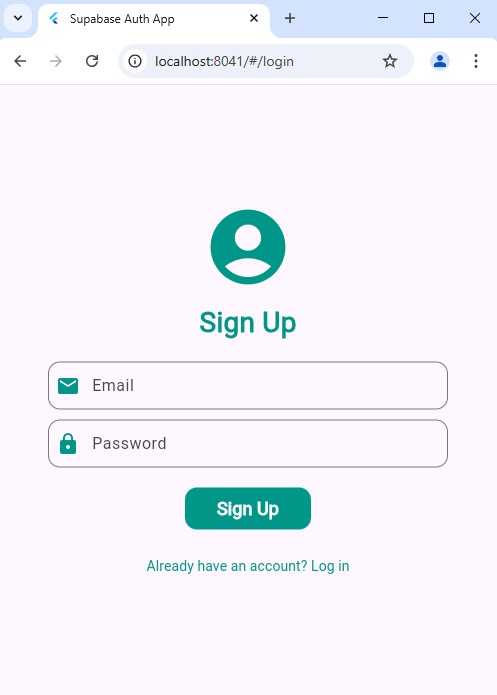 Supabase Auth App
localhost:8041/#/login
Sign Up
Email
Password
Sign Up
Already have an account? Log in